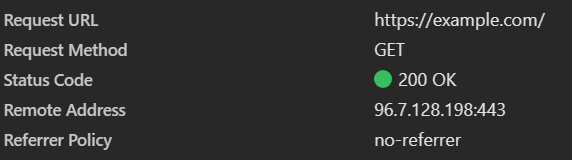 Request URL https://example.com/
Request Method GET
Status Code 200 OK
Remote Address 96.7.128.198:443
Referrer Policy no-referrer